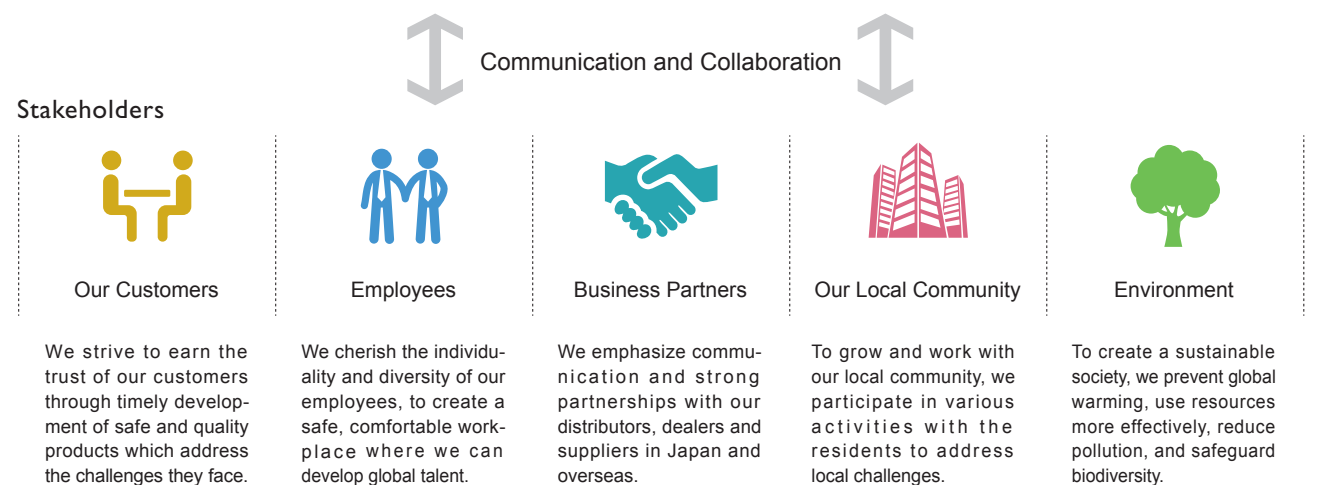 Communication and Collaboration
Stakeholders
Our Customers
We strive to earn the
trust of our customers
through timely develop-
ment of safe and quality
products which address
the challenges they face.
Employees
We cherish the individu-
ality and diversity of our
employees, to create a
safe, comfortable work-
place where we can
develop global talent.
Business Partners
We emphasize commu-
nication and strong
partnerships with our
distributors, dealers and
suppliers in Japan and
overseas.
Our Local Community
To grow and work with
our local community, we
participate in various
activities with the
residents to address
local challenges.
Environment
To create a sustainable
society, we prevent global
warming, use resources
more effectively, reduce
pollution, and safeguard
biodiversity.